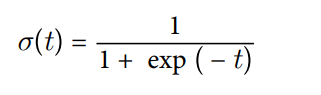 σ(t) = 1 / (1 + exp ( − t))